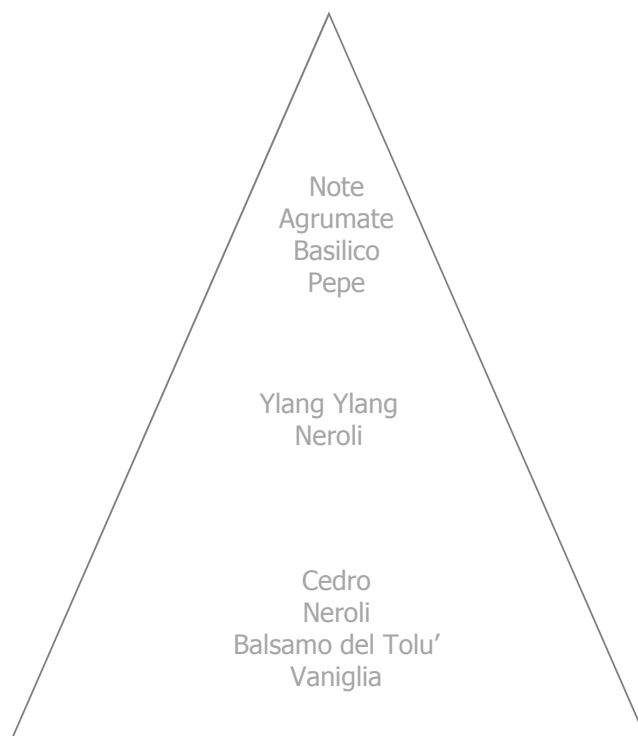 Note
Agrumate
Basilico
Pepe
Ylang Ylang
Neroli
Cedro
Neroli
Balsamo del Tolu’
Vaniglia